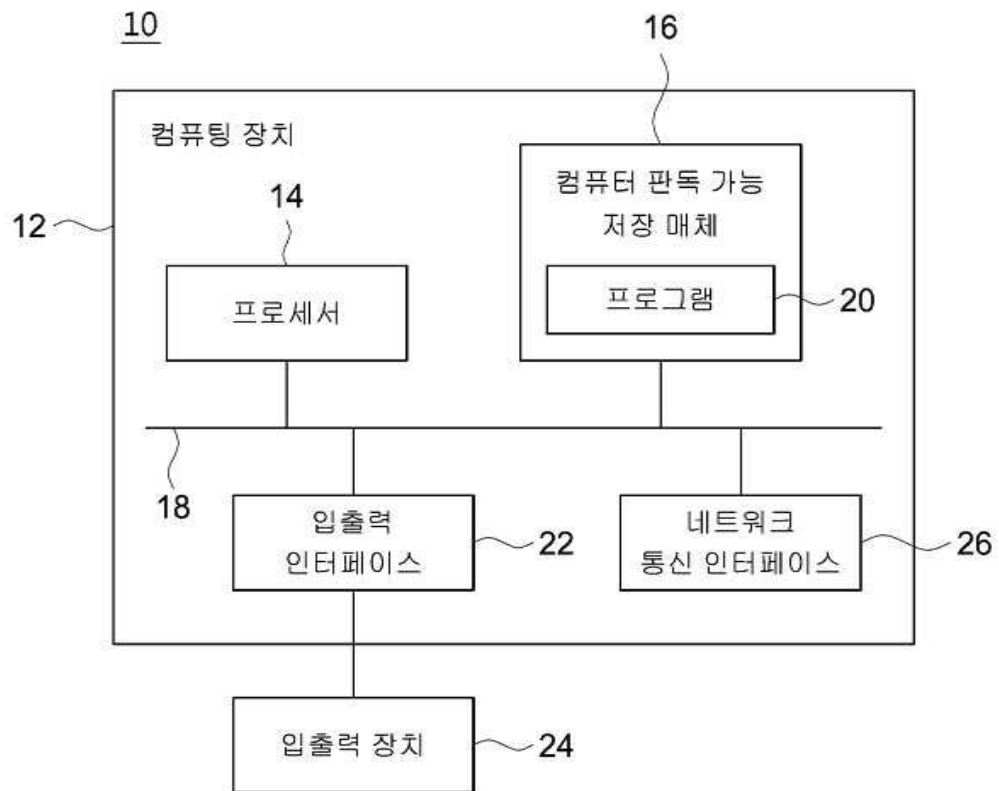 10
16
컴퓨팅 장치
컴퓨터 판독 가능
저장 매체
14
12
프로세서
프로그램
20
18
입출력
인터페이스
22
네트워크
통신 인터페이스
26
입출력 장치
24